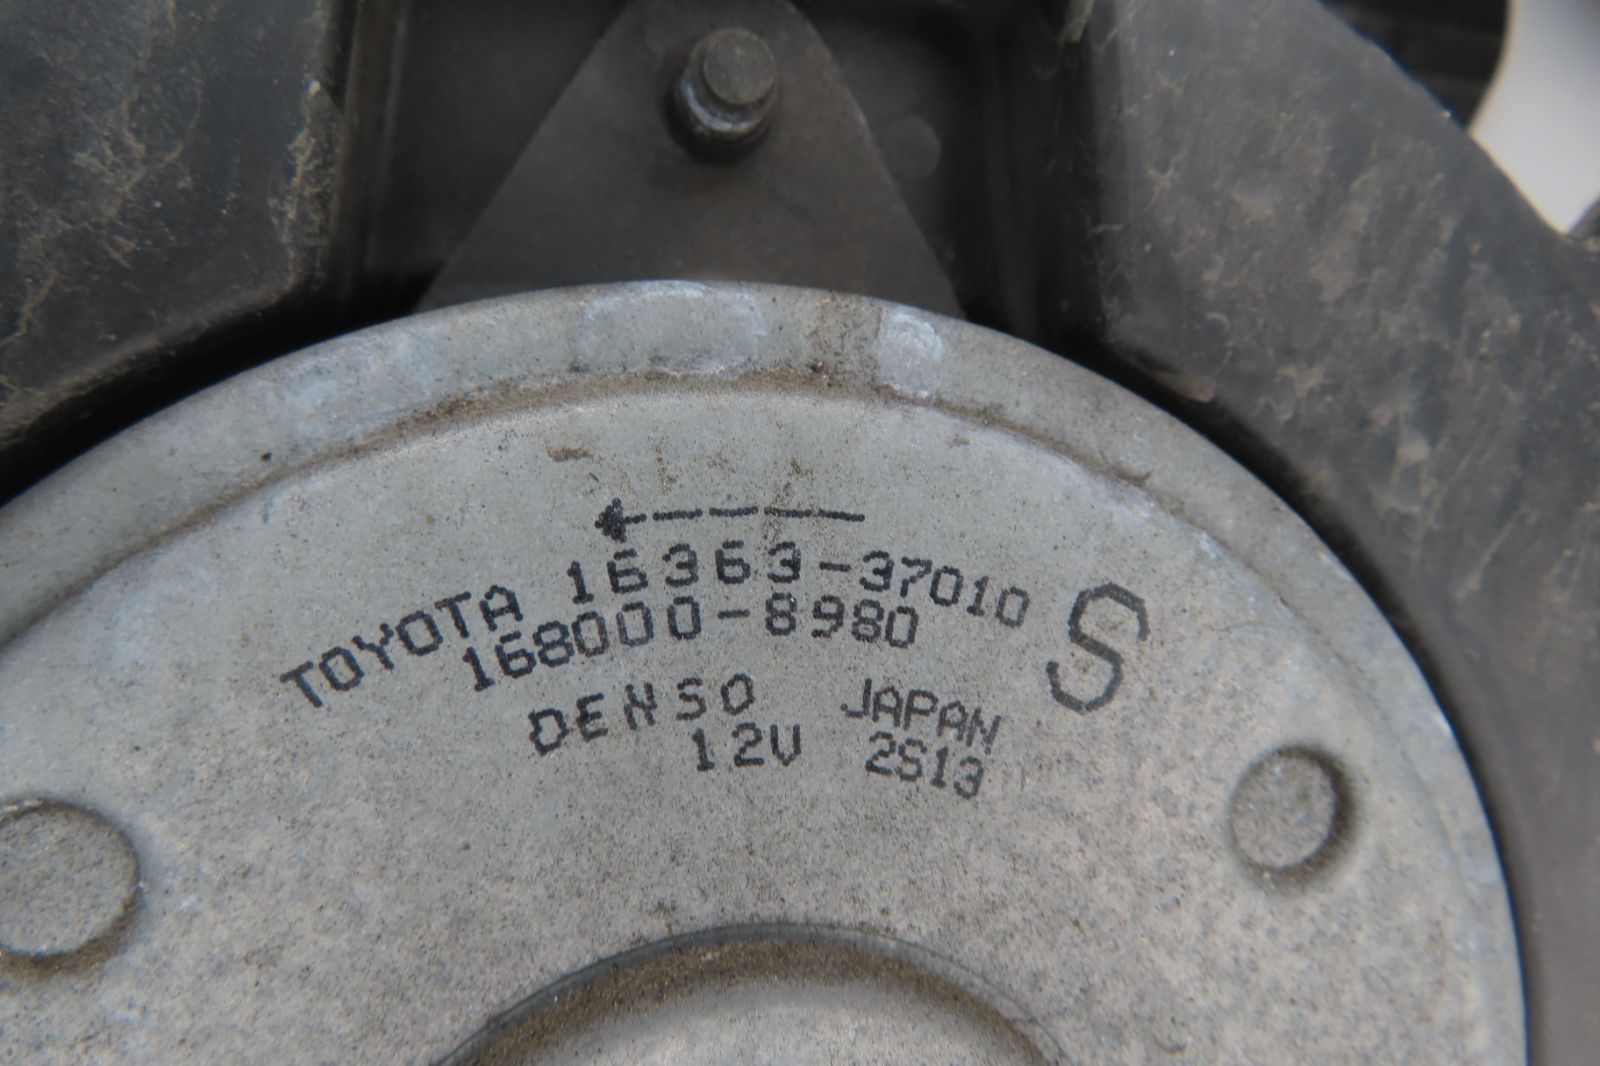 TOYOTA 16363-37010 S
168000-8980
DENSO JAPAN
12V 2S13